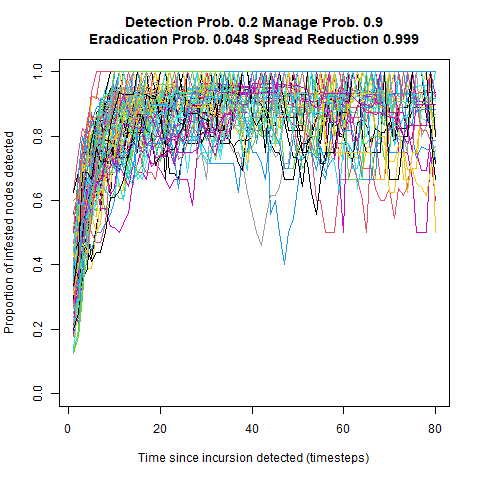 Detection Prob. 0.2 Manage Prob. 0.9
Eradication Prob. 0.048 Spread Reduction 0.999
Proportion of infested nodes detected
1.0
0.8
0.6
0.4
0.2
0.0
0 20 40 60 80
Time since incursion detected (timesteps)